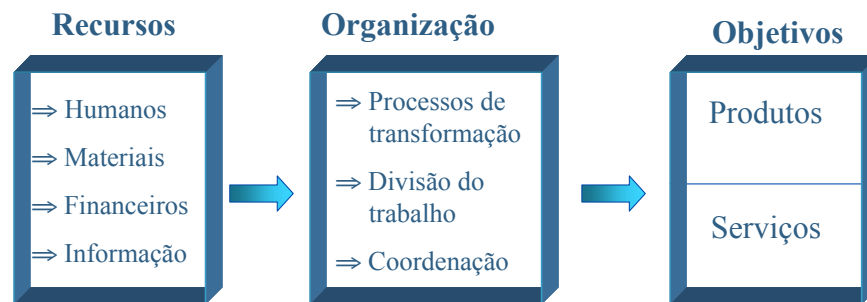 Recursos
⇒ Humanos
⇒ Materiais
⇒ Financeiros
⇒ Informação
Organização
⇒ Processos de
transformação
⇒ Divisão do
trabalho
⇒ Coordenação
Objetivos
Produtos
Serviços